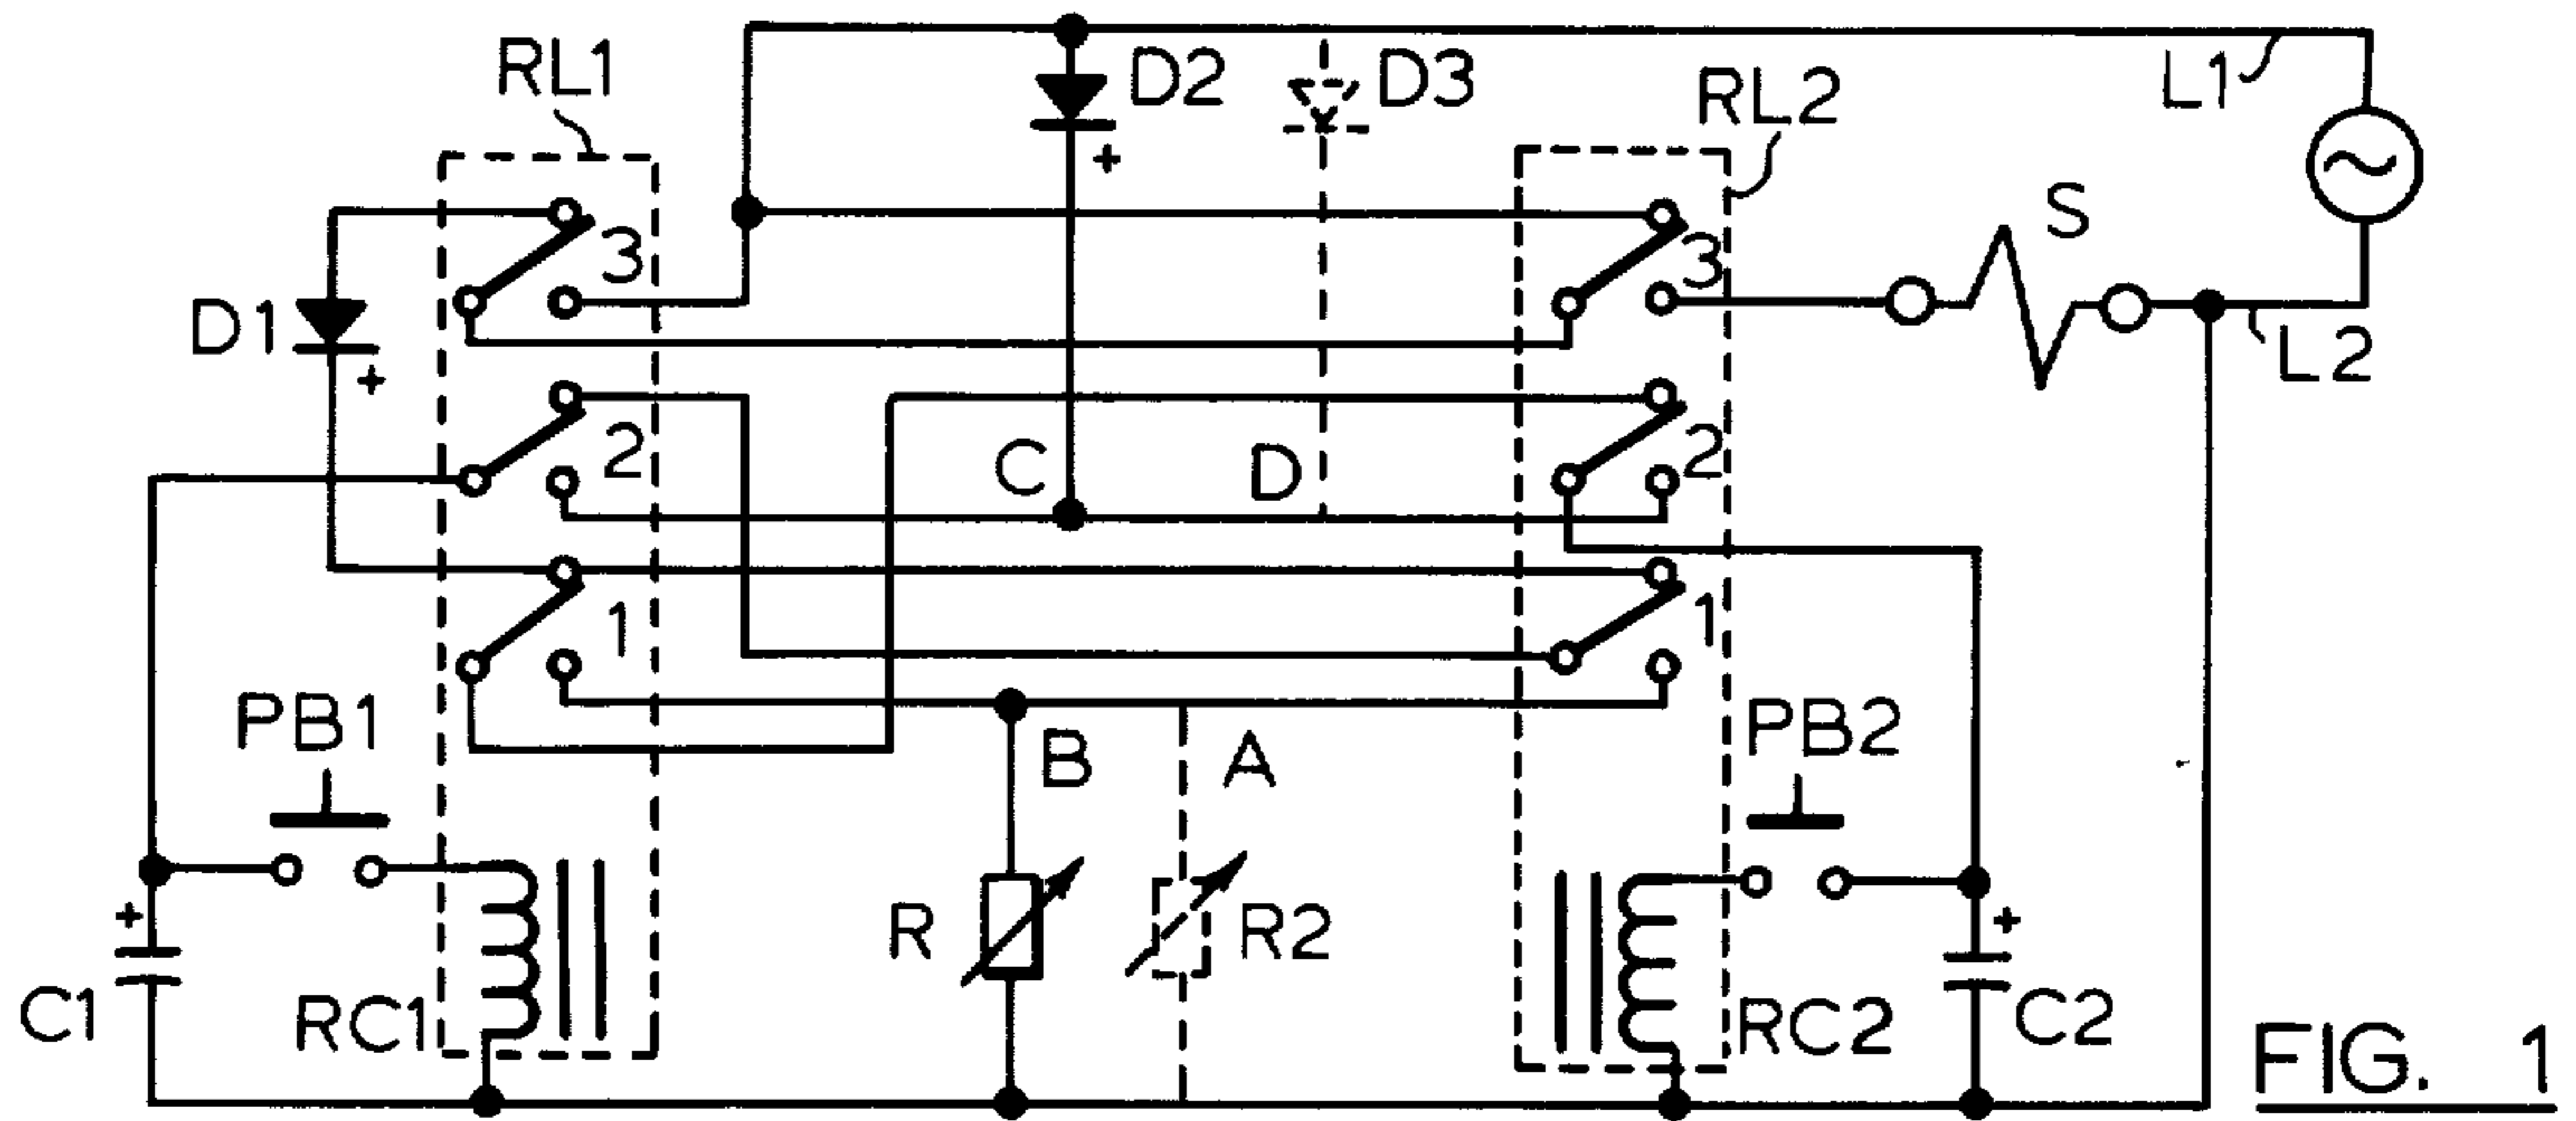 RL1
D2
D3
RL2
L1
S
L2
D1
+
+
3
3
2
2
C
D
1
1
PB1
B
A
PB2
+
+
C1
RC1
R
R2
RC2
C2
FIG. 1